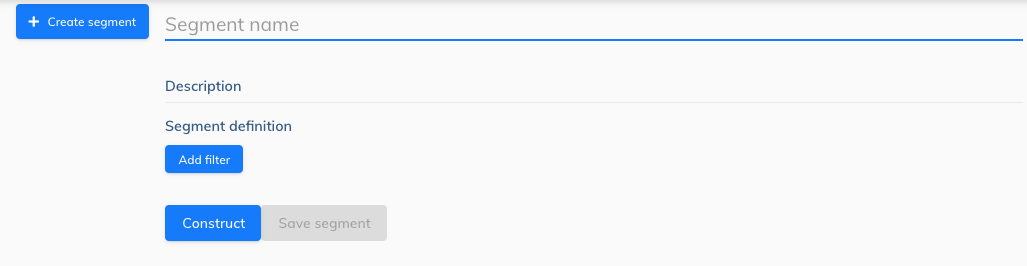 + Create segment
Segment name
Description
Segment definition
Add filter
Construct
Save segment